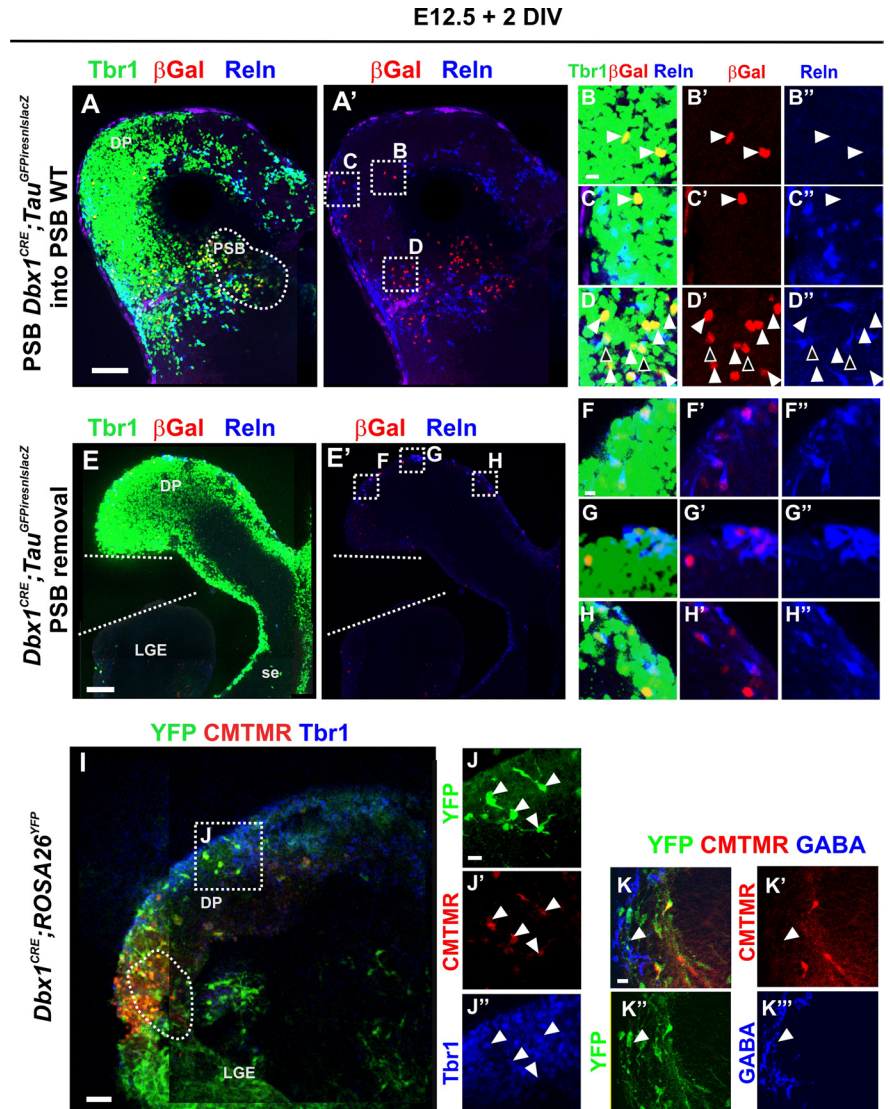 E12.5 + 2 DIV
Tbr1 βGal Reln
βGal Reln
Tbr1βGal Reln
βGal
Reln
PSB Dbx1CRE;TauGFPiresnlslacZ
into PSB WT
A
DP
PSB
A’
C
B
D
B
B’
B’’
C
C’
C’’
D
D’
D’’
Tbr1 βGal Reln
βGal Reln
Dbx1CRE;TauGFPiresnlslacZ
PSB removal
E
DP
LGE
se
E’
F
G
H
F
F’
F’’
G
G’
G’’
H
H’
H’’
YFP CMTMR Tbr1
Dbx1CRE;ROSA26YFP
I
J
DP
LGE
YFP
J
CMTMR
J’
Tbr1
J’’
YFP CMTMR GABA
K
K’
CMTMR
YFP
K’’
K’’’
GABA